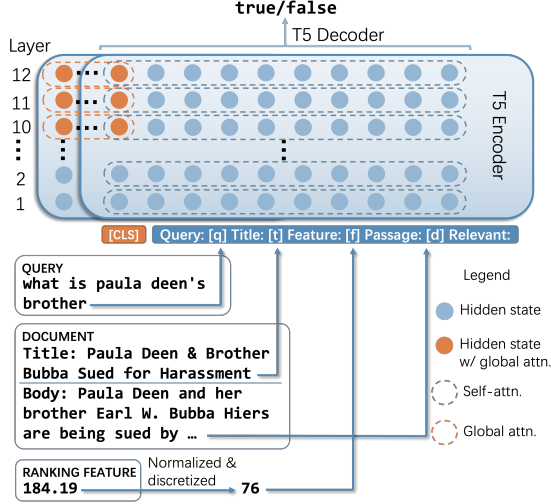 true/false
T5 Decoder
Layer
12
11
10
2
1
T5 Encoder
[CLS] Query: [q] Title: [t] Feature: [f] Passage: [d] Relevant:
QUERY
what is paula deen's
brother
DOCUMENT
Title: Paula Deen & Brother
Bubba Sued for Harassment
Body: Paula Deen and her
brother Earl W. Bubba Hiers
are being sued by …
RANKING FEATURE
184.19
Normalized &
discretized
76
Legend
Hidden state
Hidden state
w/ global attn.
Self-attn.
Global attn.